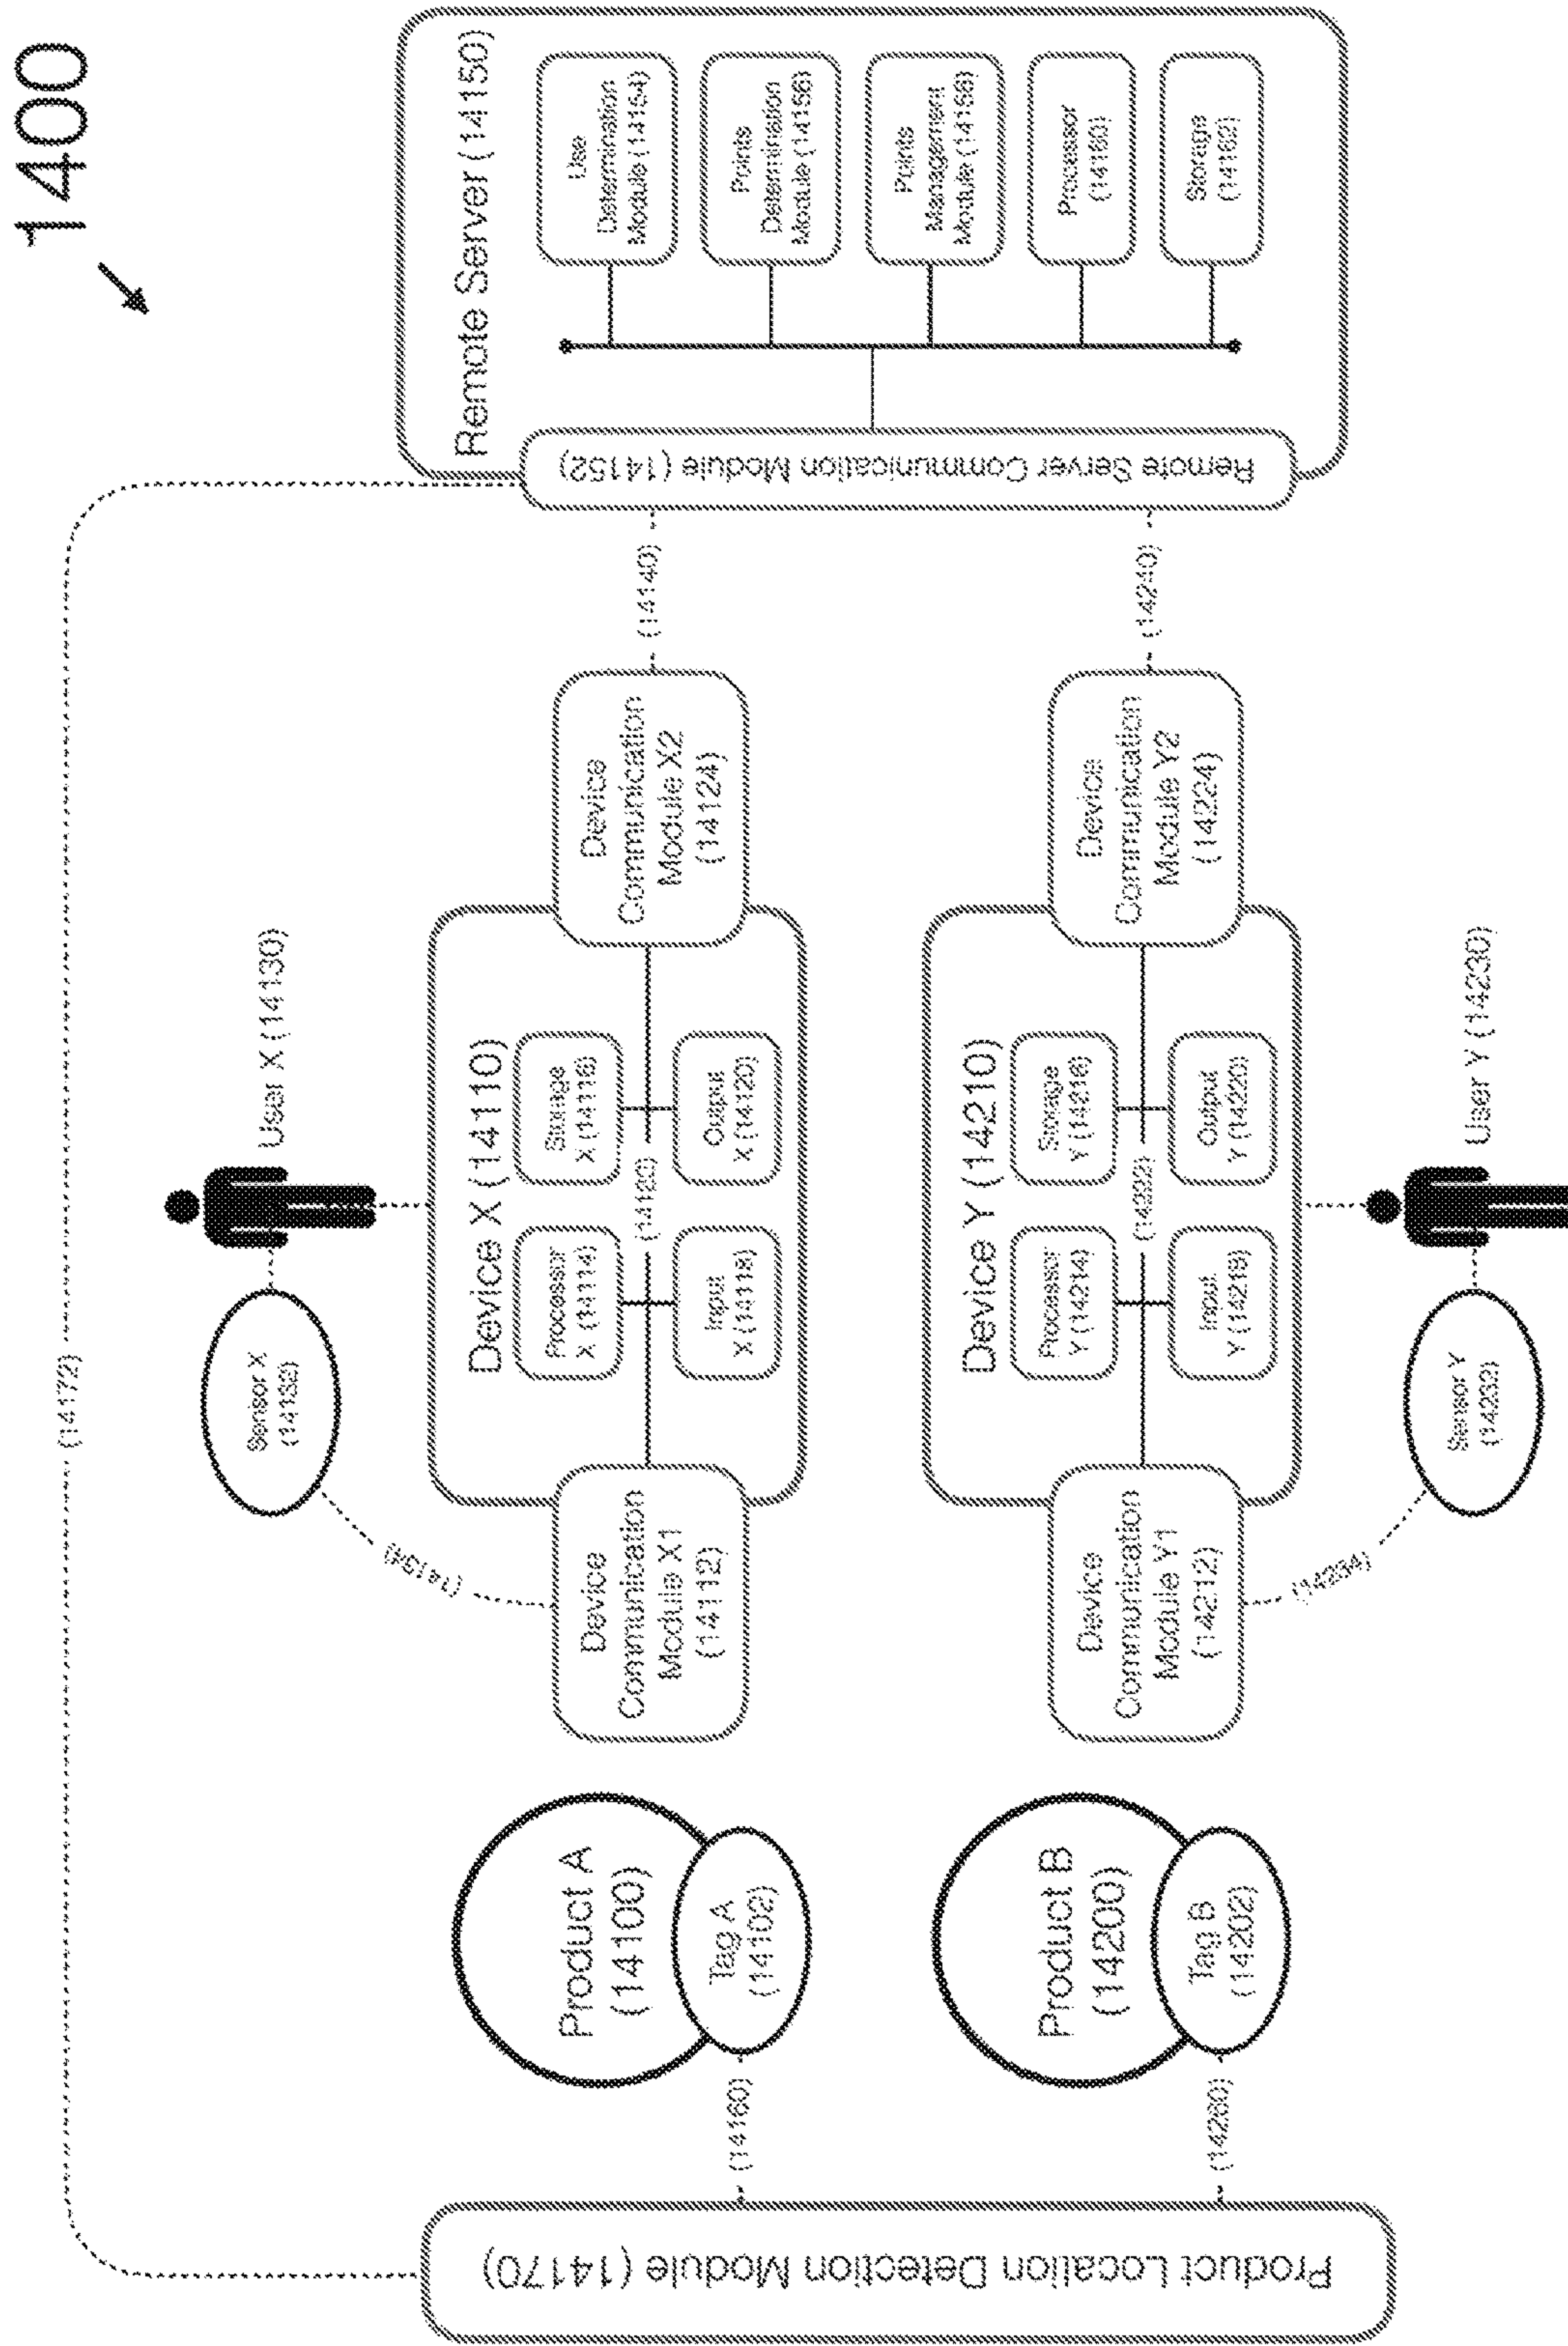 1400
(14172)
User X (14130)
Sensor X
(14132)
(14134)
Remote Server (14150)
Use
Determination
Module (14154)
Points
Determination
Module (14156)
Points
Management
Module (14158)
Processor
(14160)
Storage
(14162)
Remote Server Communication Module (14152)
(14140)
(14240)
Product Location Detection Module (14170)
Product A
(14100)
Tag A
(14102)
(14160)
Device
Communication
Module X1
(14112)
Device X (14110)
Processor
X (14114)
Storage
X (14116)
(14122)
Input
X (14118)
Output
X (14120)
Device
Communication
Module X2
(14124)
Product B
(14200)
Tag B
(14202)
(14260)
Device
Communication
Module Y1
(14212)
Device Y (14210)
Processor
Y (14214)
Storage
Y (14216)
(14222)
Input
Y (14218)
Output
Y (14220)
Device
Communication
Module Y2
(14224)
(14234)
Sensor Y
(14232)
User Y (14230)